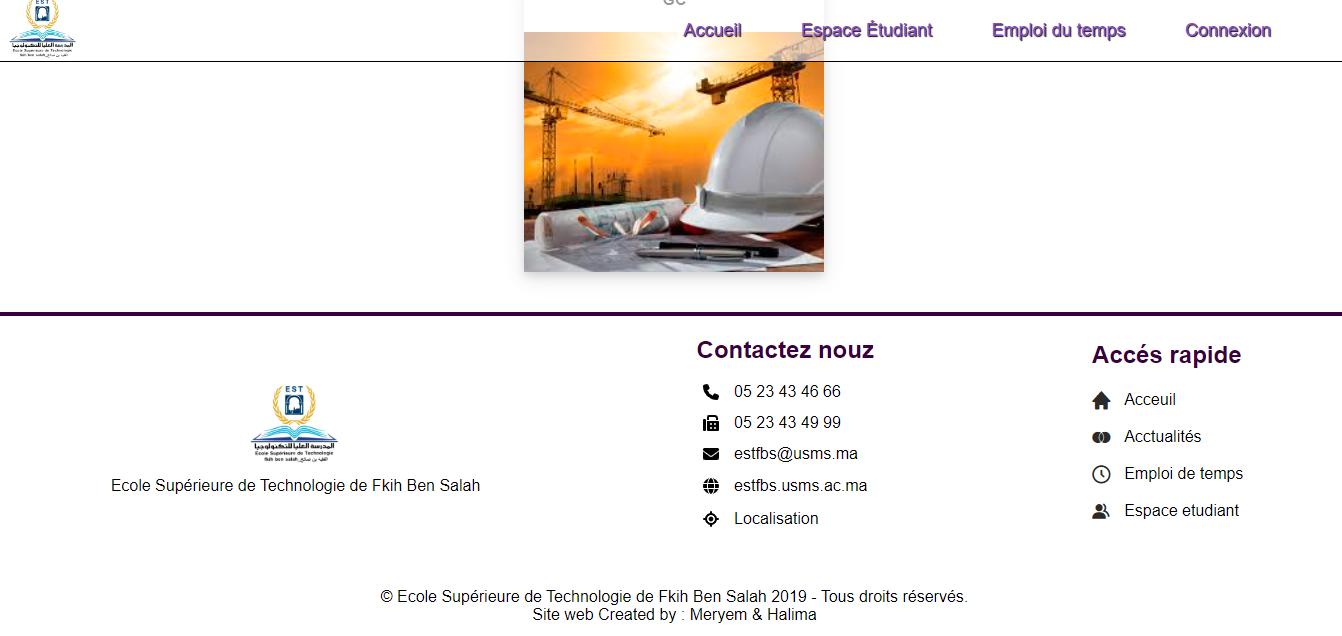 EST
المدرسة العليا للتكنولوجيا
Ecole Supérieure de Technologie
الفقيه بن صالح fkih ben salah
GC
Accueil Espace Étudiant Emploi du temps Connexion
EST
المدرسة العليا للتكنولوجيا
Ecole Supérieure de Technologie
الفقيه بن صالح fkih ben salah
Ecole Supérieure de Technologie de Fkih Ben Salah
Contactez nouz
05 23 43 46 66
05 23 43 49 99
estfbs@usms.ma
estfbs.usms.ac.ma
Localisation
Accés rapide
Acceuil
Acctualités
Emploi de temps
Espace etudiant
© Ecole Supérieure de Technologie de Fkih Ben Salah 2019 - Tous droits réservés.
Site web Created by : Meryem & Halima